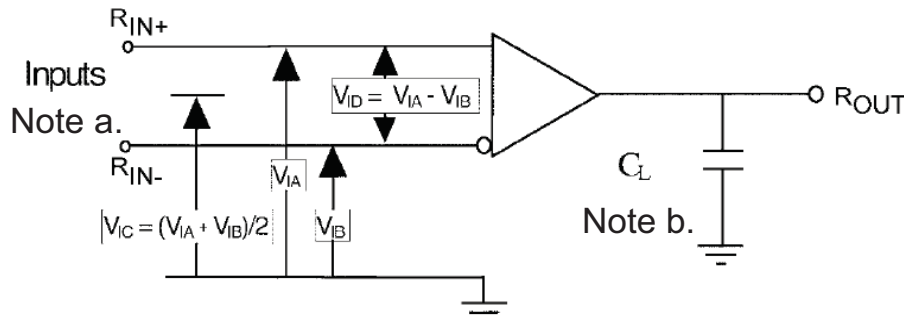 RIN+
Inputs
Note a.
RIN-
VID = VIA - VIB
VIA
VIC = (VIA + VIB)/2
VIB
ROUT
CL
Note b.